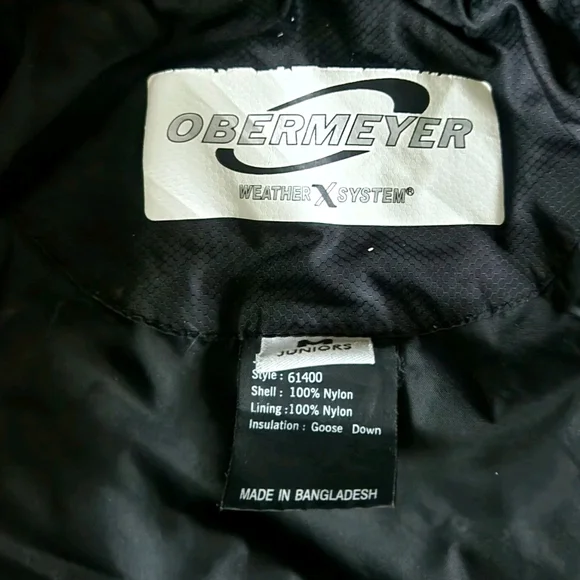 OBERMEYER
WEATHER X SYSTEM®
M
JUNIORS
Style: 61400
Shell: 100% Nylon
Lining:100% Nylon
Insulation: Goose Down
MADE IN BANGLADESH